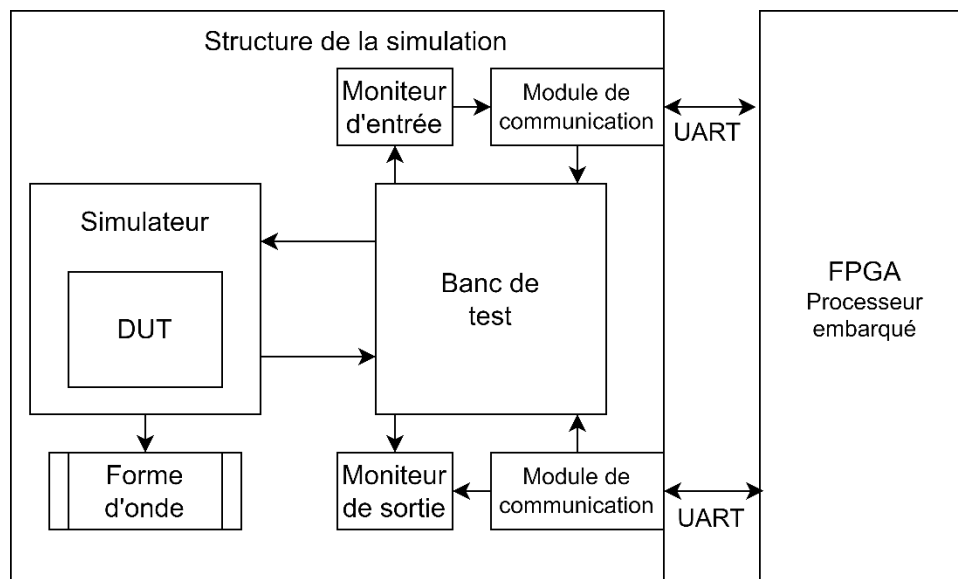 Structure de la simulation
Moniteur
d'entrée
Module de
communication
UART
Simulateur
DUT
Banc de
test
FPGA
Processeur
embarqué
Forme
d'onde
Moniteur
de sortie
Module de
communication
UART